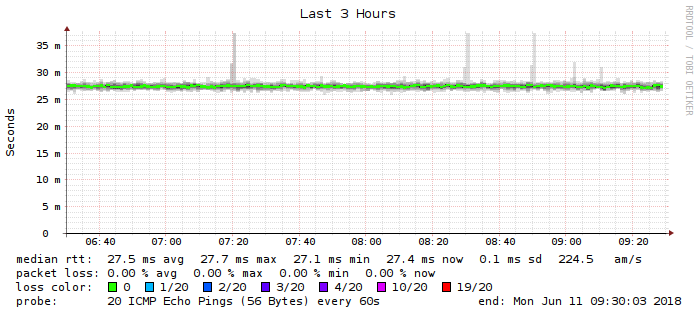 Last 3 Hours
RRDTOOL / TOBI OETIKER
Seconds
35 m
30 m
25 m
20 m
15 m
10 m
5 m
0
06:40 07:00 07:20 07:40 08:00 08:20 08:40 09:00 09:20
median rtt: 27.5 ms avg 27.7 ms max 27.1 ms min 27.4 ms now 0.1 ms sd 224.5 am/s
packet loss: 0.00 % avg 0.00 % max 0.00 % min 0.00 % now
loss color: 0 1/20 2/20 3/20 4/20 10/20 19/20
probe: 20 ICMP Echo Pings (56 Bytes) every 60s end: Mon Jun 11 09:30:03 2018